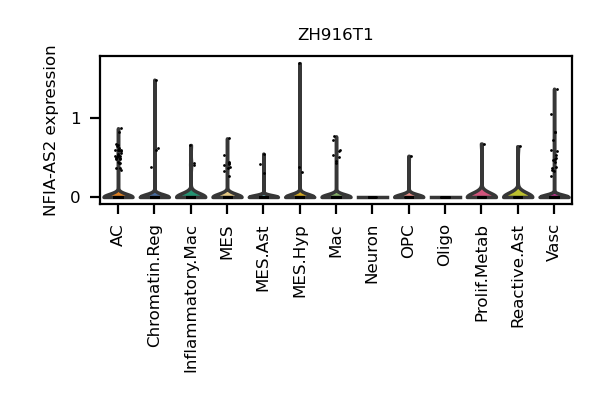 ZH916T1
NFIA-AS2 expression
1
0
AC
Chromatin.Reg
Inflammatory.Mac
MES
MES.Ast
MES.Hyp
Mac
Neuron
OPC
Oligo
Prolif.Metab
Reactive.Ast
Vasc